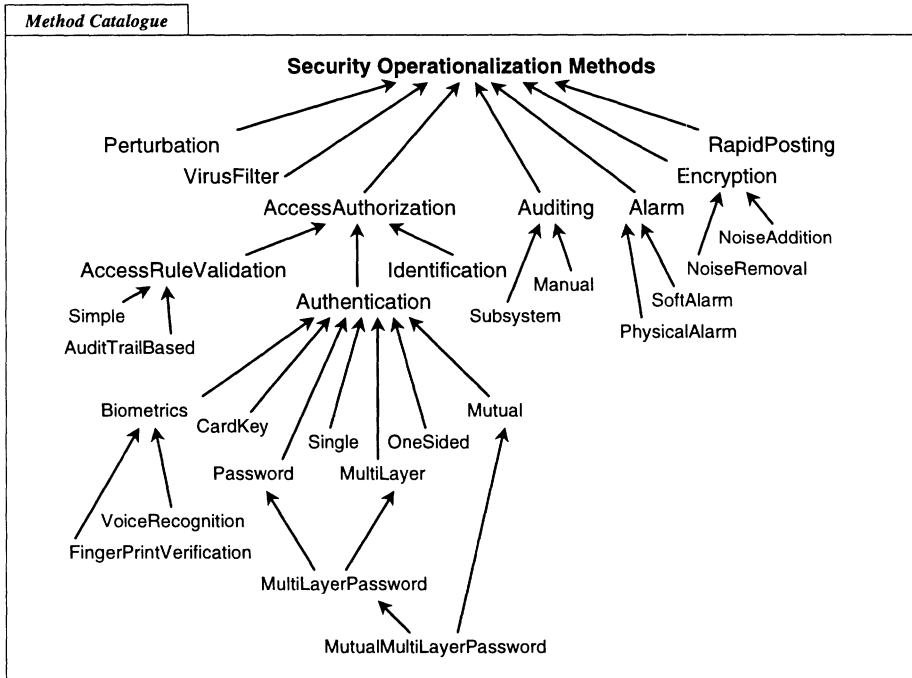 Method Catalogue
Security Operationalization Methods
Perturbation
RapidPosting
VirusFilter
Encryption
AccessAuthorization
Auditing
Alarm
NoiseAddition
AccessRuleValidation
Identification
NoiseRemoval
Manual
Authentication
SoftAlarm
Simple
Subsystem
PhysicalAlarm
AuditTrailBased
Biometrics
Mutual
CardKey
Single
OneSided
Password
MultiLayer
VoiceRecognition
FingerPrintVerification
MultiLayerPassword
MutualMultiLayerPassword